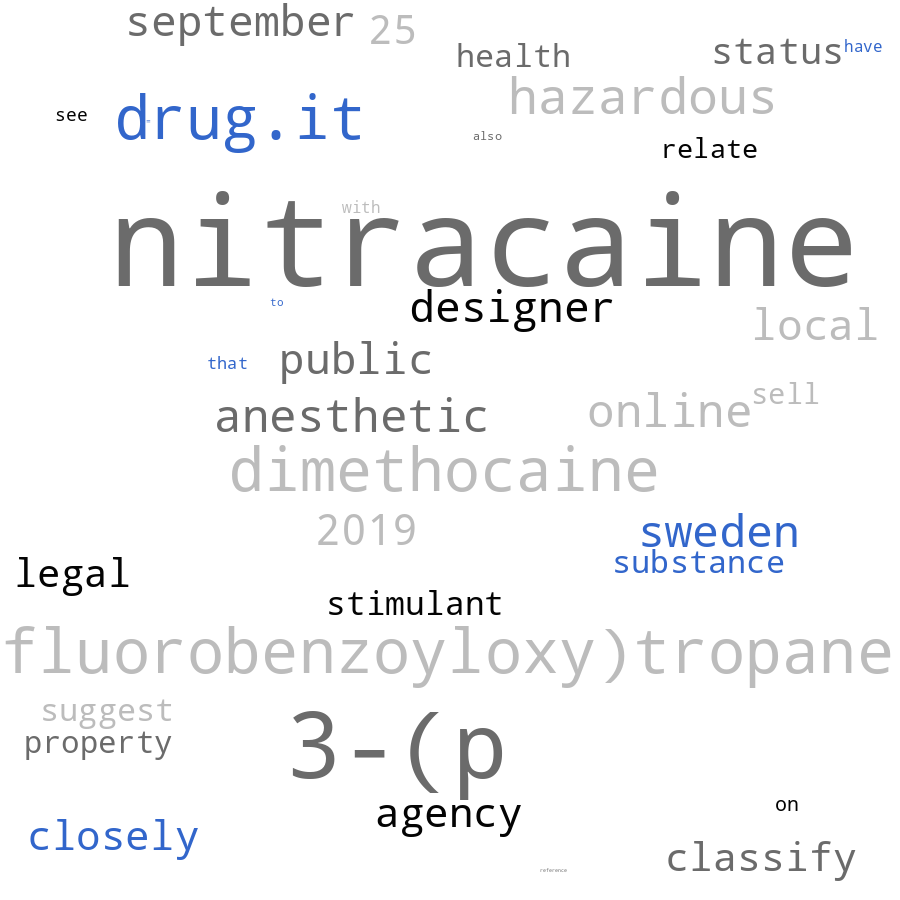 september
25
health
status
have
hazardous
drug.it
see
also
relate
nitracaine
with
to
designer
local
that
public
sell
anesthetic
online
dimethocaine
2019
sweden
substance
legal
stimulant
fluorobenzoyloxy)tropane
suggest
property
3-(p
on
agency
closely
classify
reference